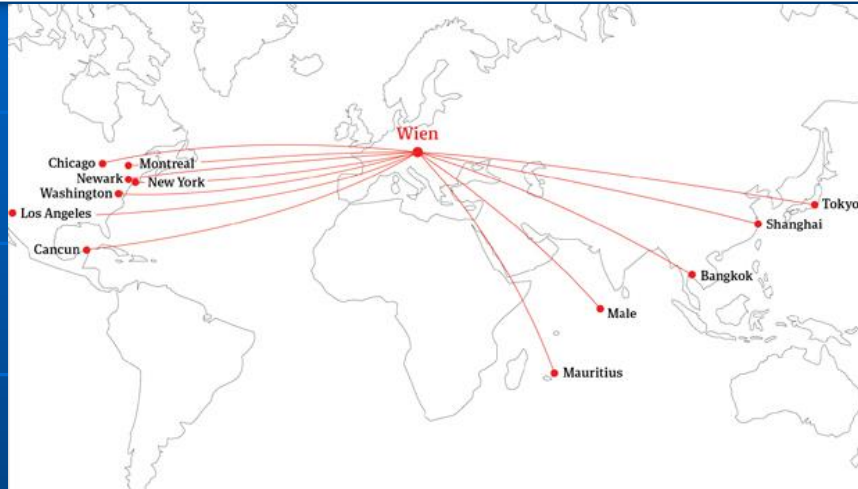 Wien
Chicago
Montreal
Newark
New York
Washington
Los Angeles
Cancun
Tokyo
Shanghai
Bangkok
Male
Mauritius